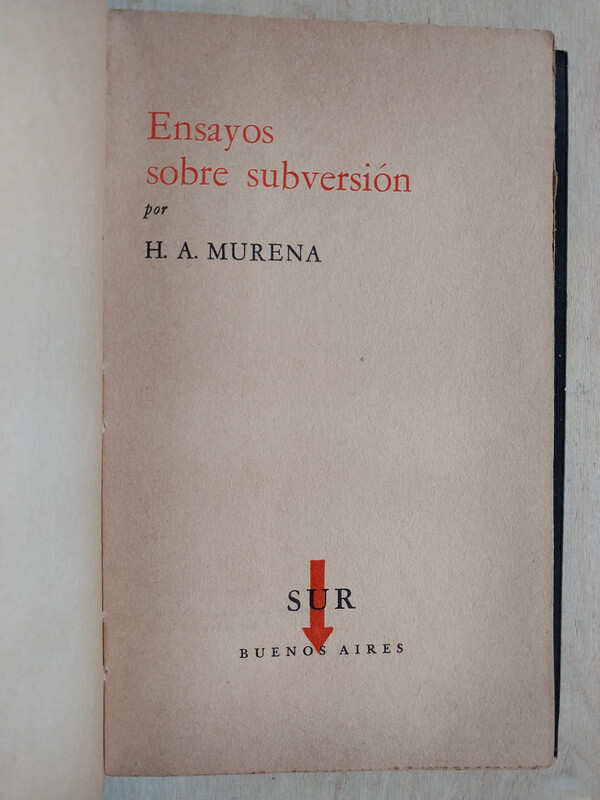 Ensayos
sobre subversión
por
H. A. MURENA
SUR
BUENOS AIRES